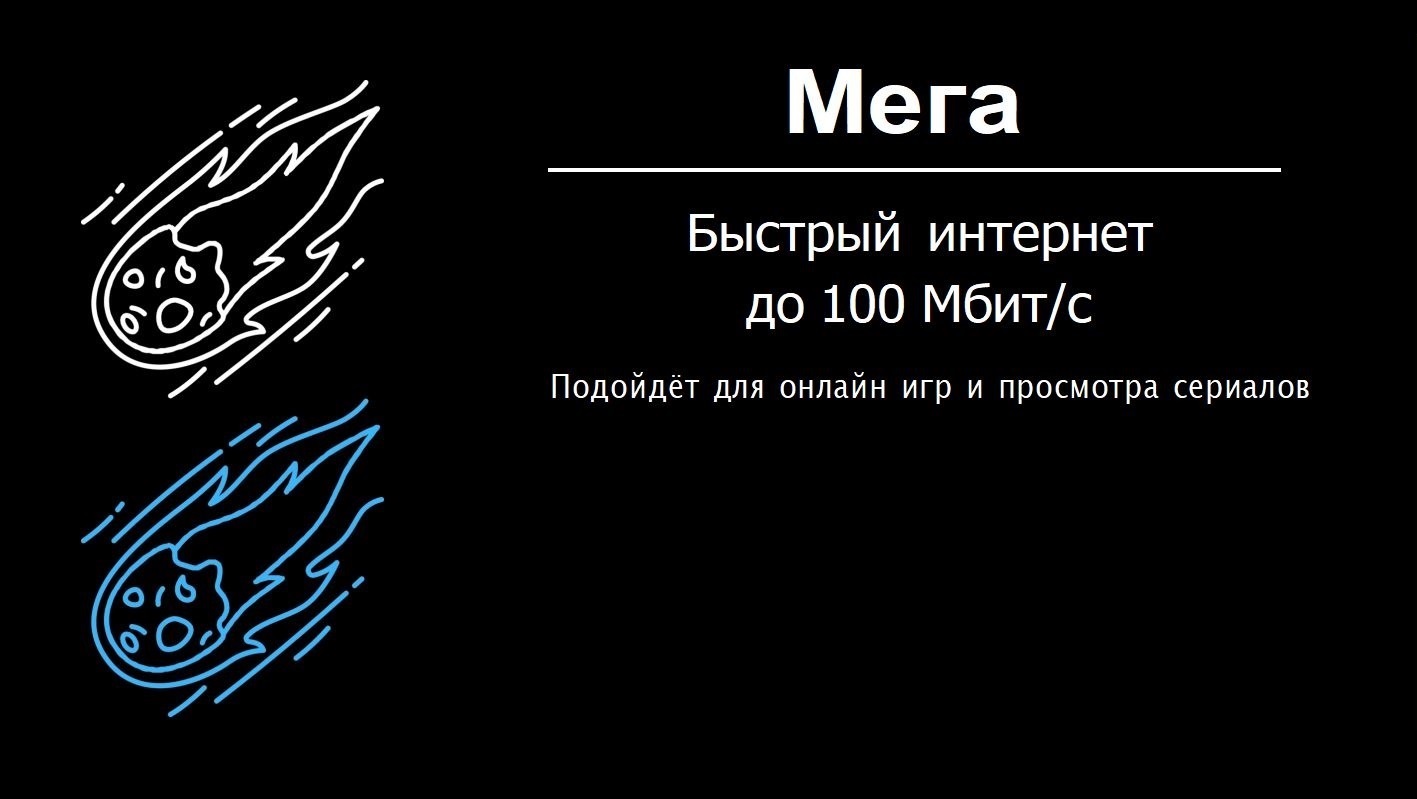 Мега
Быстрый интернет
до 100 Мбит/с
Подойдёт для онлайн игр и просмотра сериалов